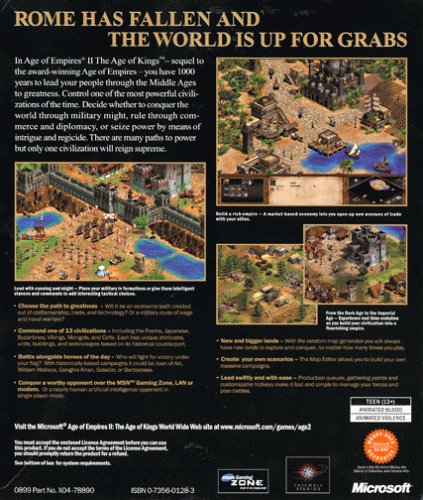 ROME HAS FALLEN AND
THE WORLD IS UP FOR GRABS
In Age of Empires® II The Age of Kings™– sequel to
the award-winning Age of Empires – you have 1000
years to lead your people through the Middle Ages
to greatness. Control one of the most powerful civili-
zations of the time. Decide whether to conquer the
world through military might, rule through com-
merce and diplomacy, or seize power by means of
intrigue and regicide. There are many paths to power
but only one civilization will reign supreme.
Build a rich empire – A market-based economy lets you open up new avenues of trade
with your allies.
Lead with cunning and might – Place your military in formations or give them intelligent
stances and commands to add interesting tactical choices.
From the Dark Age to the Imperial
Age – Experience real-time evolution
as you build your civilization into a
flourishing empire.
• Choose the path to greatness – Will it be an economic path created
out of craftsmanship, trade, and technology? Or a military route of siege
and naval warfare?
• Command one of 13 civilizations – Including the Franks, Japanese,
Byzantines, Vikings, Mongols, and Celts. Each has unique attributes,
units, buildings, and technologies based on its historical counterpart.
• Battle alongside heroes of the day – Who will fight for victory under
your flag? With historically-based campaigns it could be Joan of Arc,
William Wallace, Genghis Khan, Saladin, or Barbarossa.
• Conquer a worthy opponent over the MSN™ Gaming Zone, LAN or
modem. Or a nearly human artificial intelligence opponent in
single player mode.
• New and bigger lands – With the random map generator you will always
have new lands to explore and conquer, no matter how many times you play.
• Create your own scenarios – The Map Editor allows you to build your own
massive campaigns.
• Lead swiftly and with ease – Production queues, gathering points and
customizable hotkeys make it fast and simple to manage your forces and
plan battles.
TEEN (13+)
ANIMATED BLOOD
ANIMATED VIOLENCE
Visit the Microsoft® Age of Empires II: The Age of Kings World Wide Web site at www.microsoft.com/games/age2
You must accept the enclosed License Agreement before you can use
this product. If you do not accept the terms of the License Agreement,
you should promptly return the product for a refund.
See bottom of box for system requirements.
0899 Part No. X04-78890
ISBN 0-7356-0128-3
msn Gaming
ZONE
ENSEMBLE
STUDIOS
Microsoft